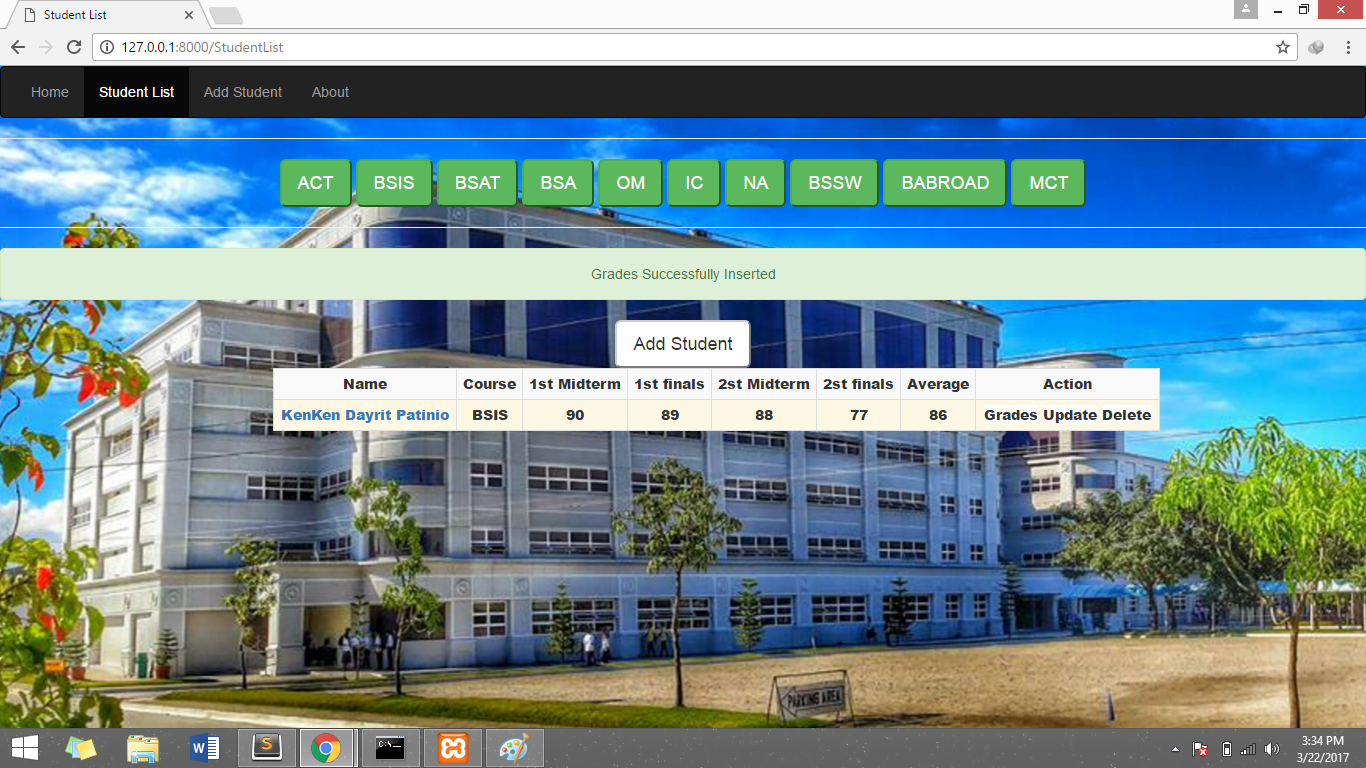 Student List
127.0.0.1:8000/StudentList
Home Student List Add Student About
ACT BSIS BSAT BSA OM IC NA BSSW BABROAD MCT
Grades Successfully Inserted
Add Student
Name Course 1st Midterm 1st finals 2st Midterm 2st finals Average Action
KenKen Dayrit Patinio BSIS 90 89 88 77 86 Grades Update Delete
PARKING AREA
C:\_
3:34 PM
3/22/2017